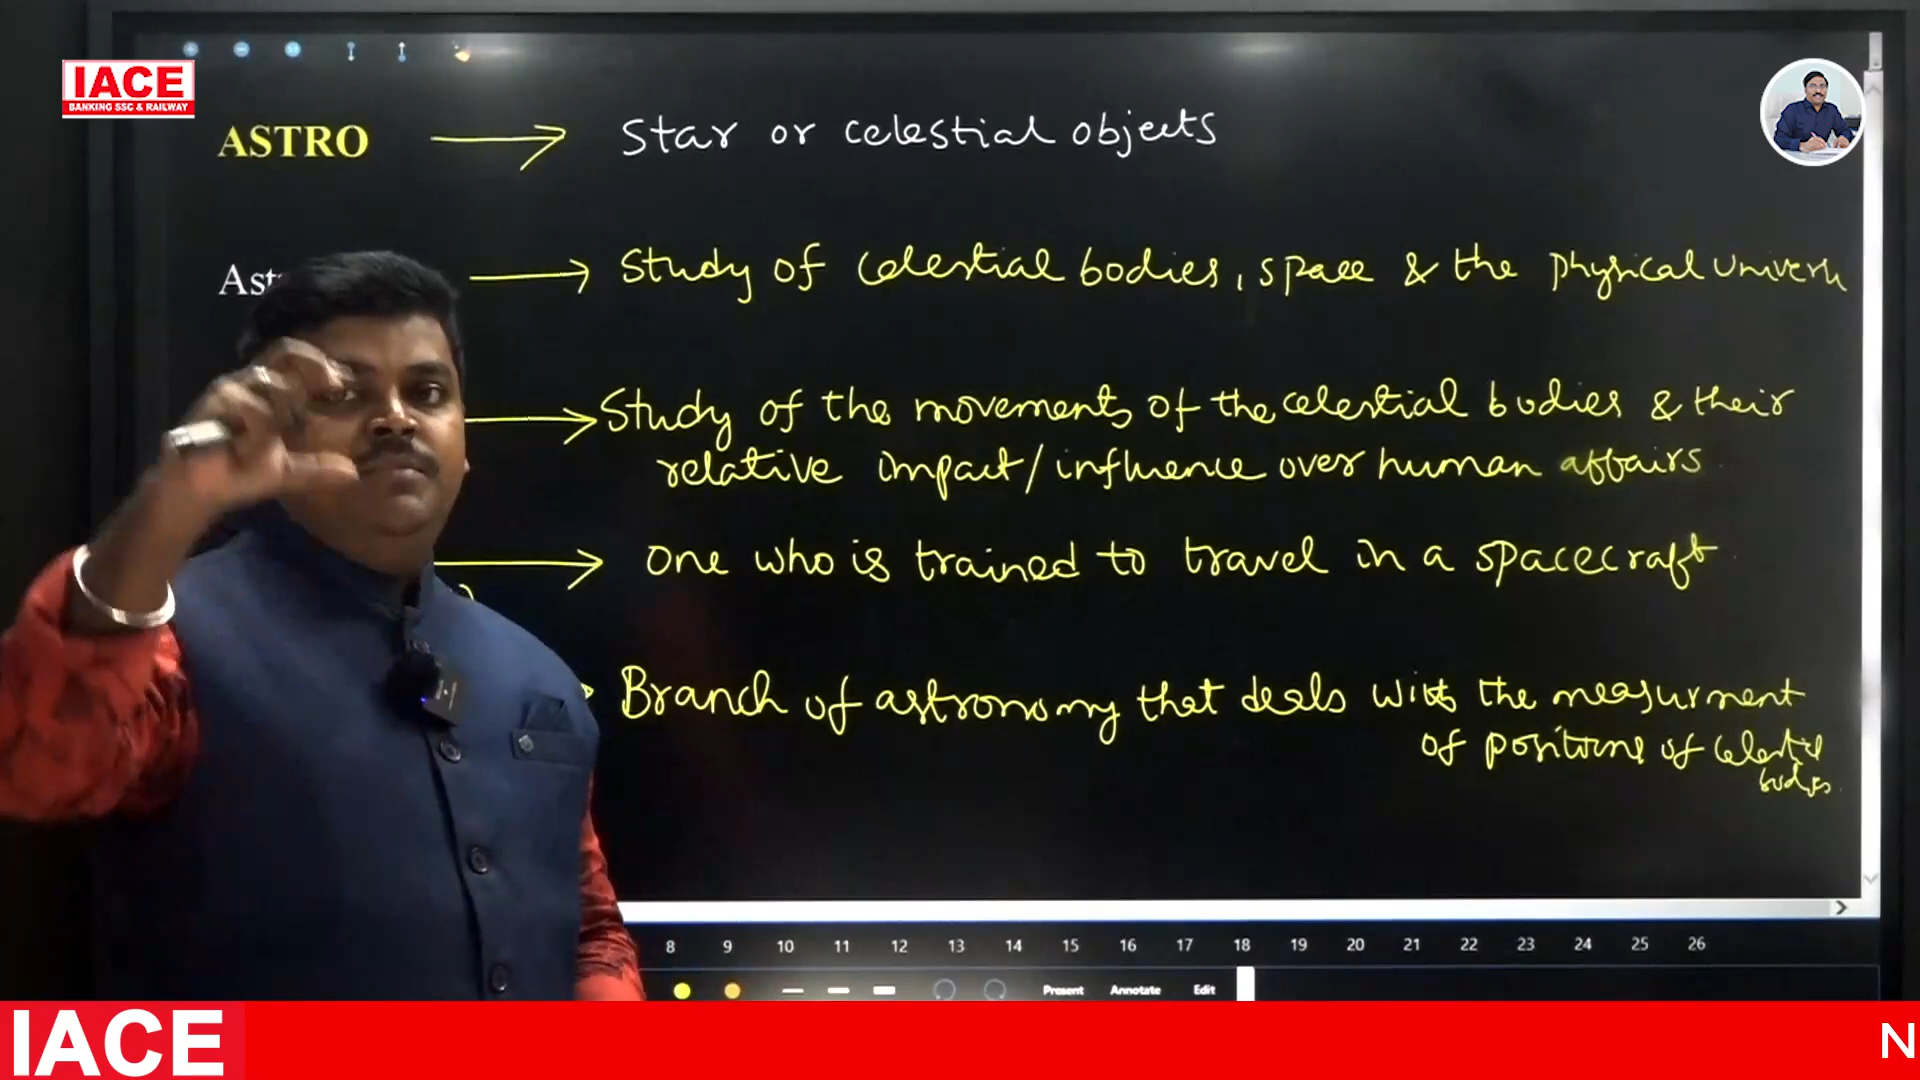 IACE
BANKING SSC & RAILWAY
ASTRO → Star or celestial objects
Ast → Study of celestial bodies, space & the physical univers
→ Study of the movements of the celestial bodies & their
relative impact/influence over human affairs
→ one who is trained to travel in a spacecraft
Branch of astronomy that deals with the measurment
of positions of celestial
bodies.
8 9 10 11 12 13 14 15 16 17 18 19 20 21 22 23 24 25 26
Present Annotate Edit
IACE N